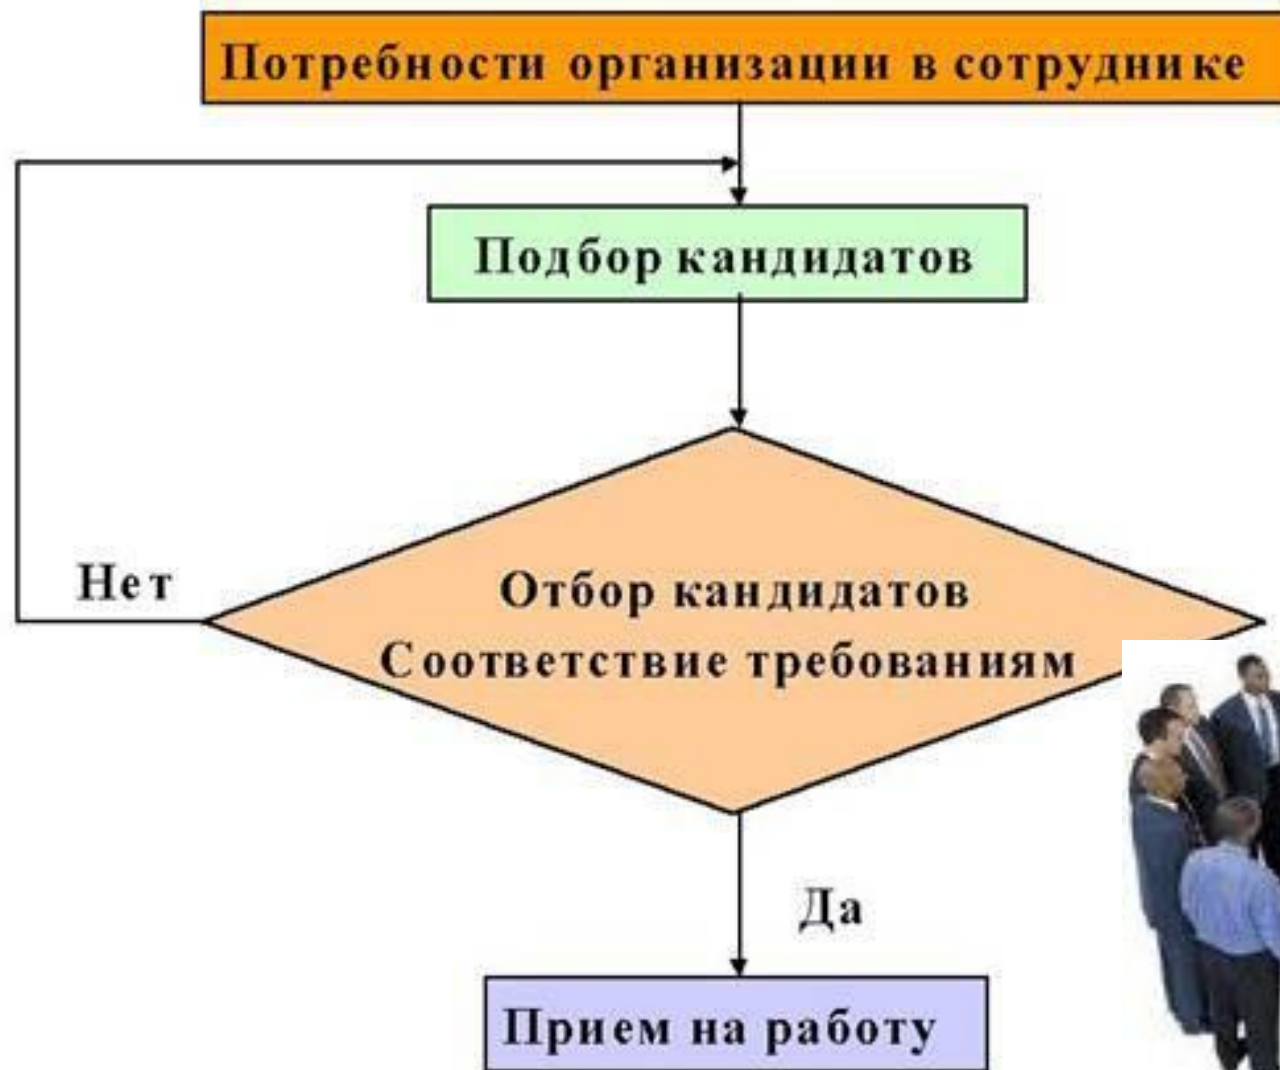 Потребности организации в сотруднике
Подбор кандидатов
Нет
Отбор кандидатов
Соответствие требованиям
Да
Прием на работу